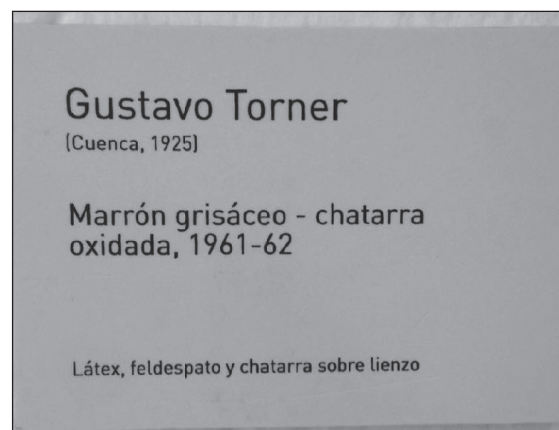 Gustavo Torner
(Cuenca, 1925)
Marrón grisáceo - chatarra
oxidada, 1961-62
Látex, feldespato y chatarra sobre lienzo